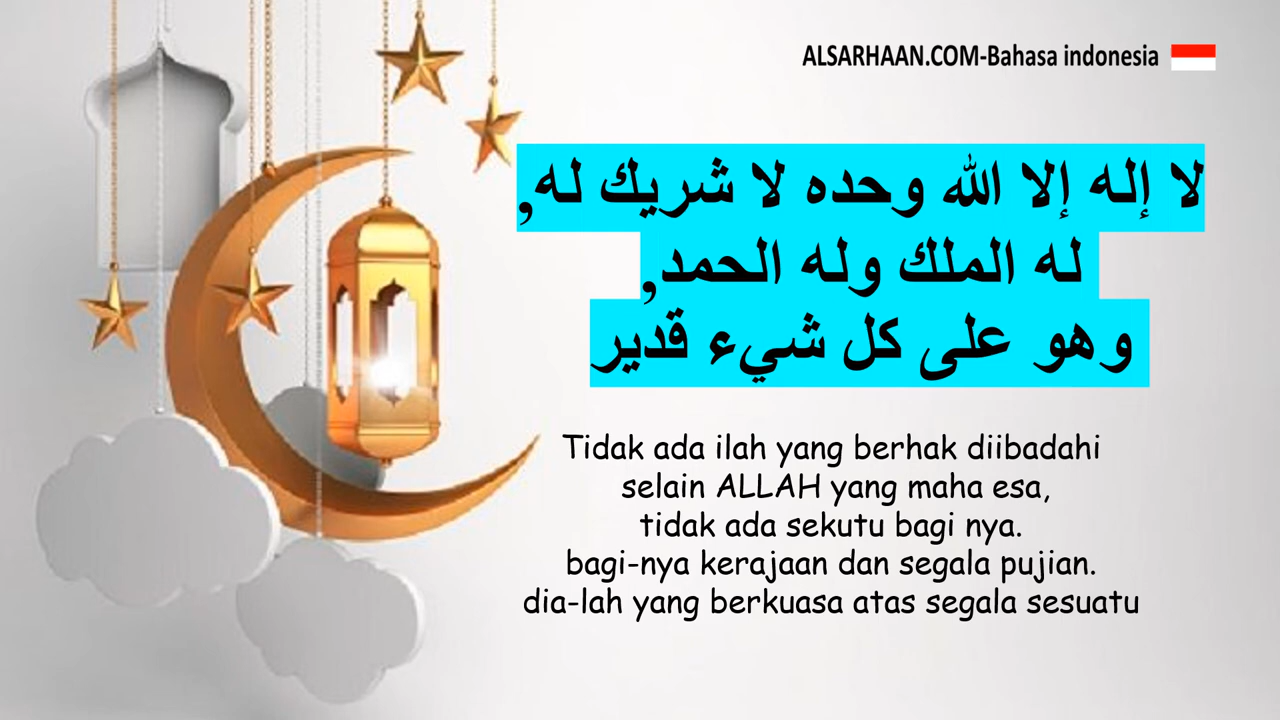 ALSARHAAN.COM-Bahasa indonesia
لا إله إلا الله وحده لا شريك له,
له الملك وله الحمد,
وهو على كل شيء قدير
Tidak ada ilah yang berhak diibadahi
selain ALLAH yang maha esa,
tidak ada sekutu bagi nya.
bagi-nya kerajaan dan segala pujian.
dia-lah yang berkuasa atas segala sesuatu